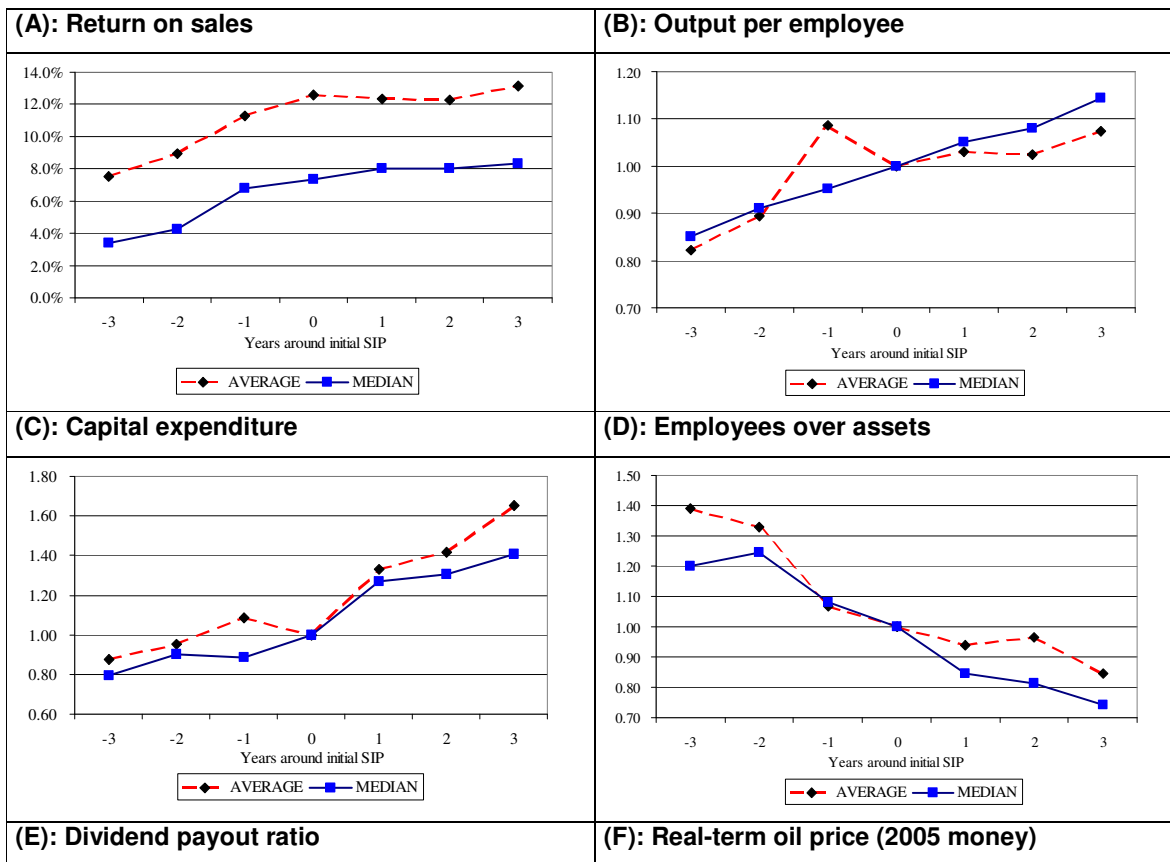 (A): Return on sales
(B): Output per employee
14.0%
12.0%
10.0%
8.0%
6.0%
4.0%
2.0%
0.0%
-3 -2 -1 0 1 2 3
Years around initial SIP
AVERAGE MEDIAN
1.20
1.10
1.00
0.90
0.80
0.70
-3 -2 -1 0 1 2 3
Years around initial SIP
AVERAGE MEDIAN
(C): Capital expenditure
(D): Employees over assets
1.80
1.60
1.40
1.20
1.00
0.80
0.60
-3 -2 -1 0 1 2 3
Years around initial SIP
AVERAGE MEDIAN
1.50
1.40
1.30
1.20
1.10
1.00
0.90
0.80
0.70
-3 -2 -1 0 1 2 3
Years around initial SIP
AVERAGE MEDIAN
(E): Dividend payout ratio
(F): Real-term oil price (2005 money)